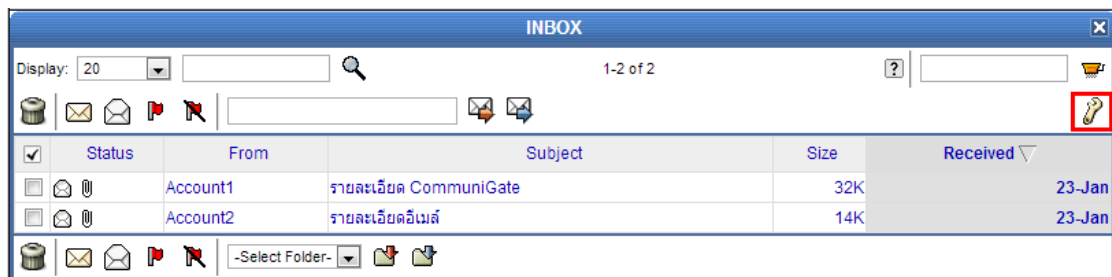 INBOX
Display: 20 1-2 of 2 ?
Status From Subject Size Received
Account1 รายละเอียด CommuniGate 32K 23-Jan
Account2 รายละเอียดอีเมล์ 14K 23-Jan
-Select Folder-